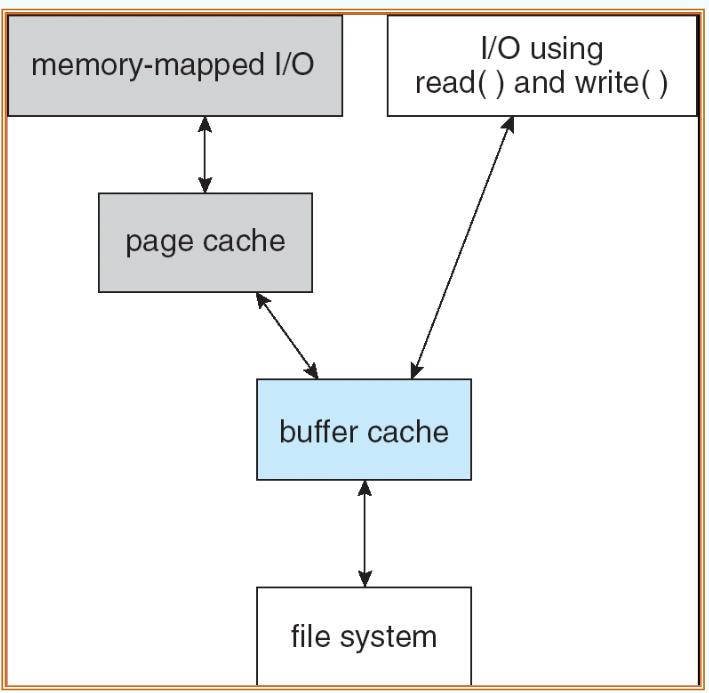 memory-mapped I/O
I/O using
read( ) and write( )
page cache
buffer cache
file system